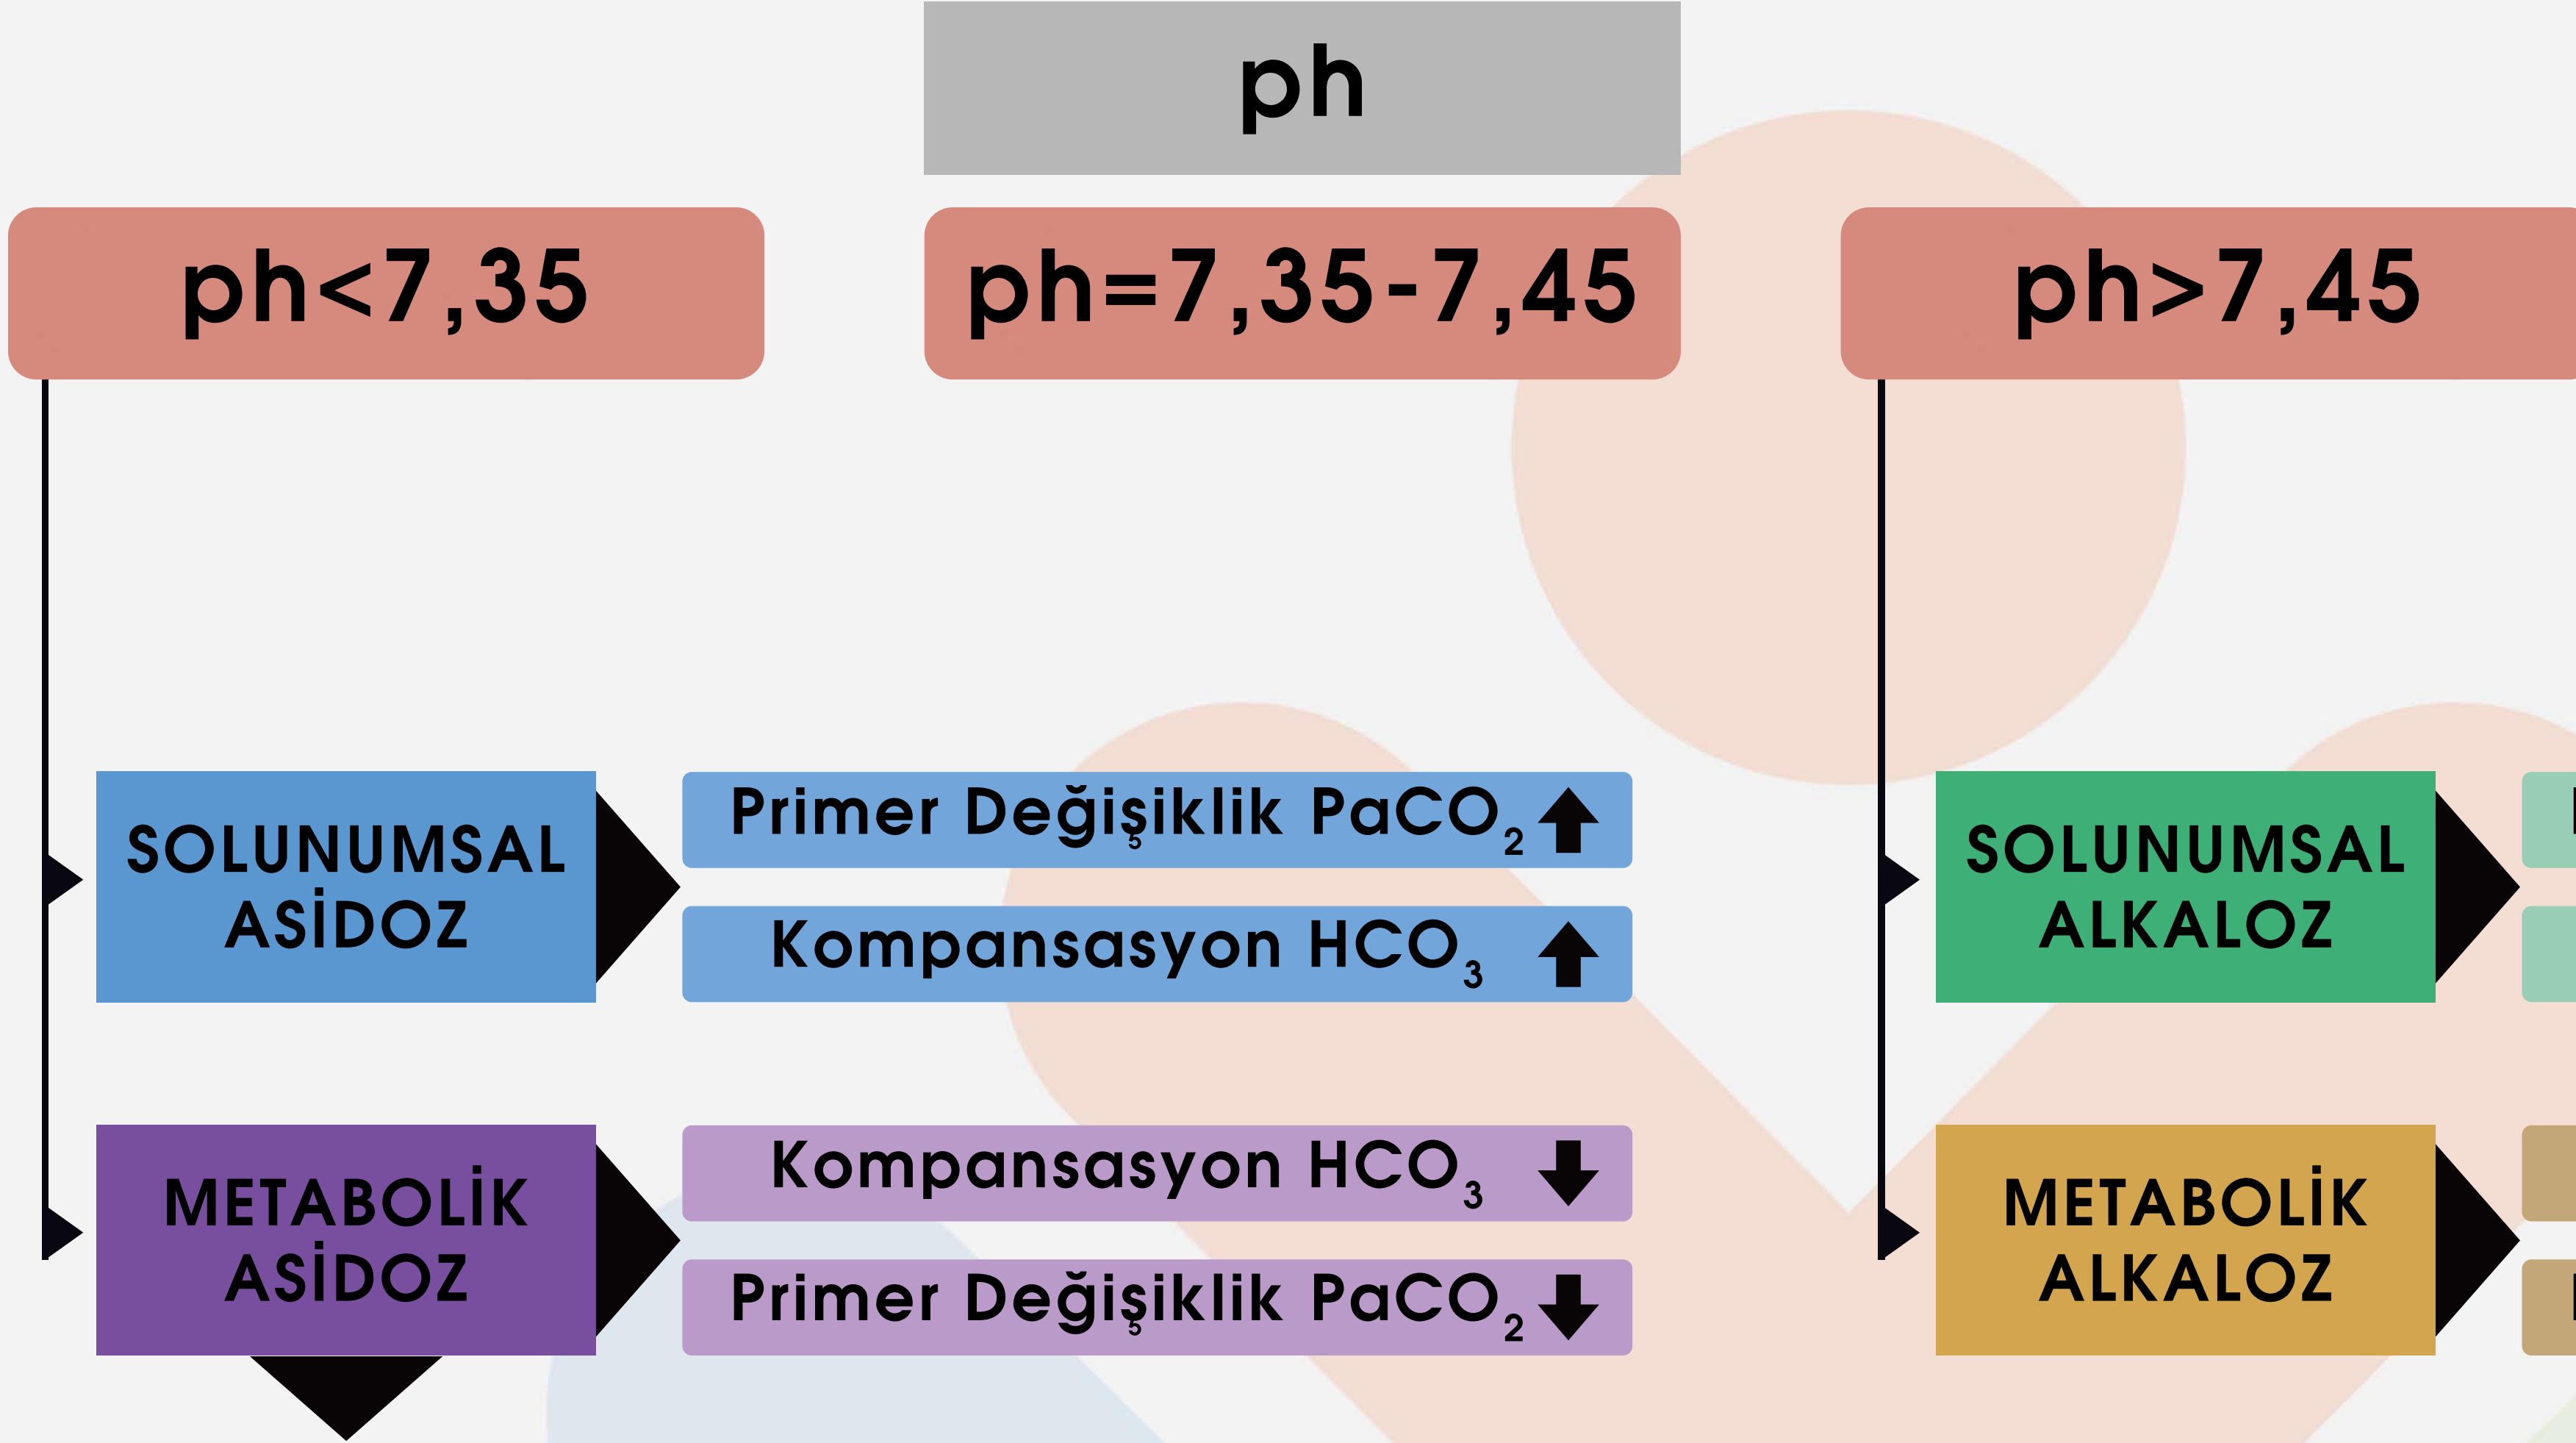 ph
ph<7,35
ph=7,35-7,45
ph>7,45
SOLUNUMSAL
ASİDOZ
Primer Değişiklik PaCO₂
Kompansasyon HCO₃
METABOLİK
ASİDOZ
Kompansasyon HCO₃
Primer Değişiklik PaCO₂
SOLUNUMSAL
ALKALOZ
METABOLİK
ALKALOZ